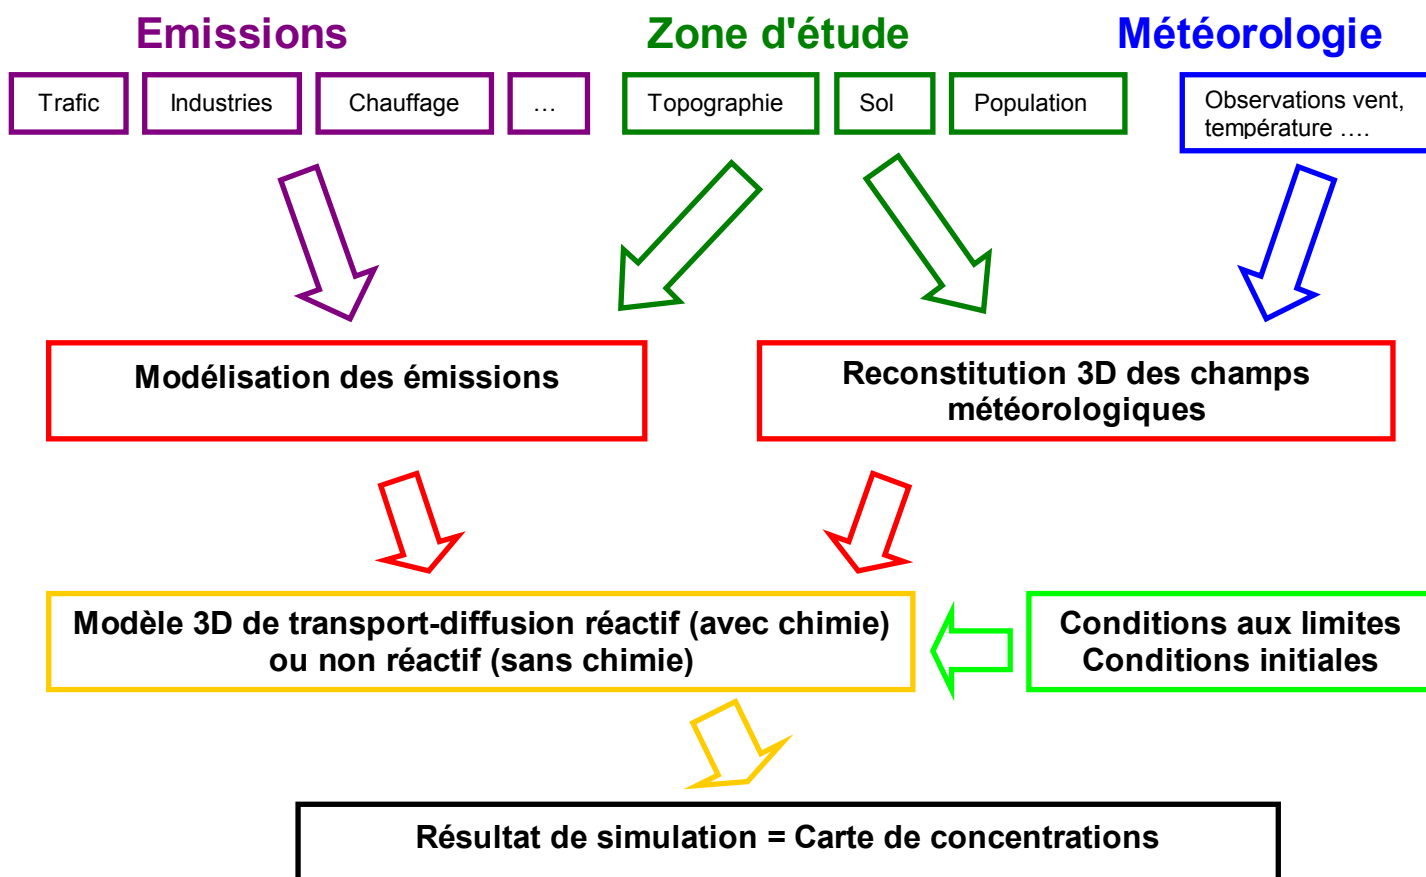 Emissions
Zone d'étude
Météorologie
Trafic
Industries
Chauffage
…
Topographie
Sol
Population
Observations vent,
température ….
Modélisation des émissions
Reconstitution 3D des champs
météorologiques
Modèle 3D de transport-diffusion réactif (avec chimie)
ou non réactif (sans chimie)
Conditions aux limites
Conditions initiales
Résultat de simulation = Carte de concentrations